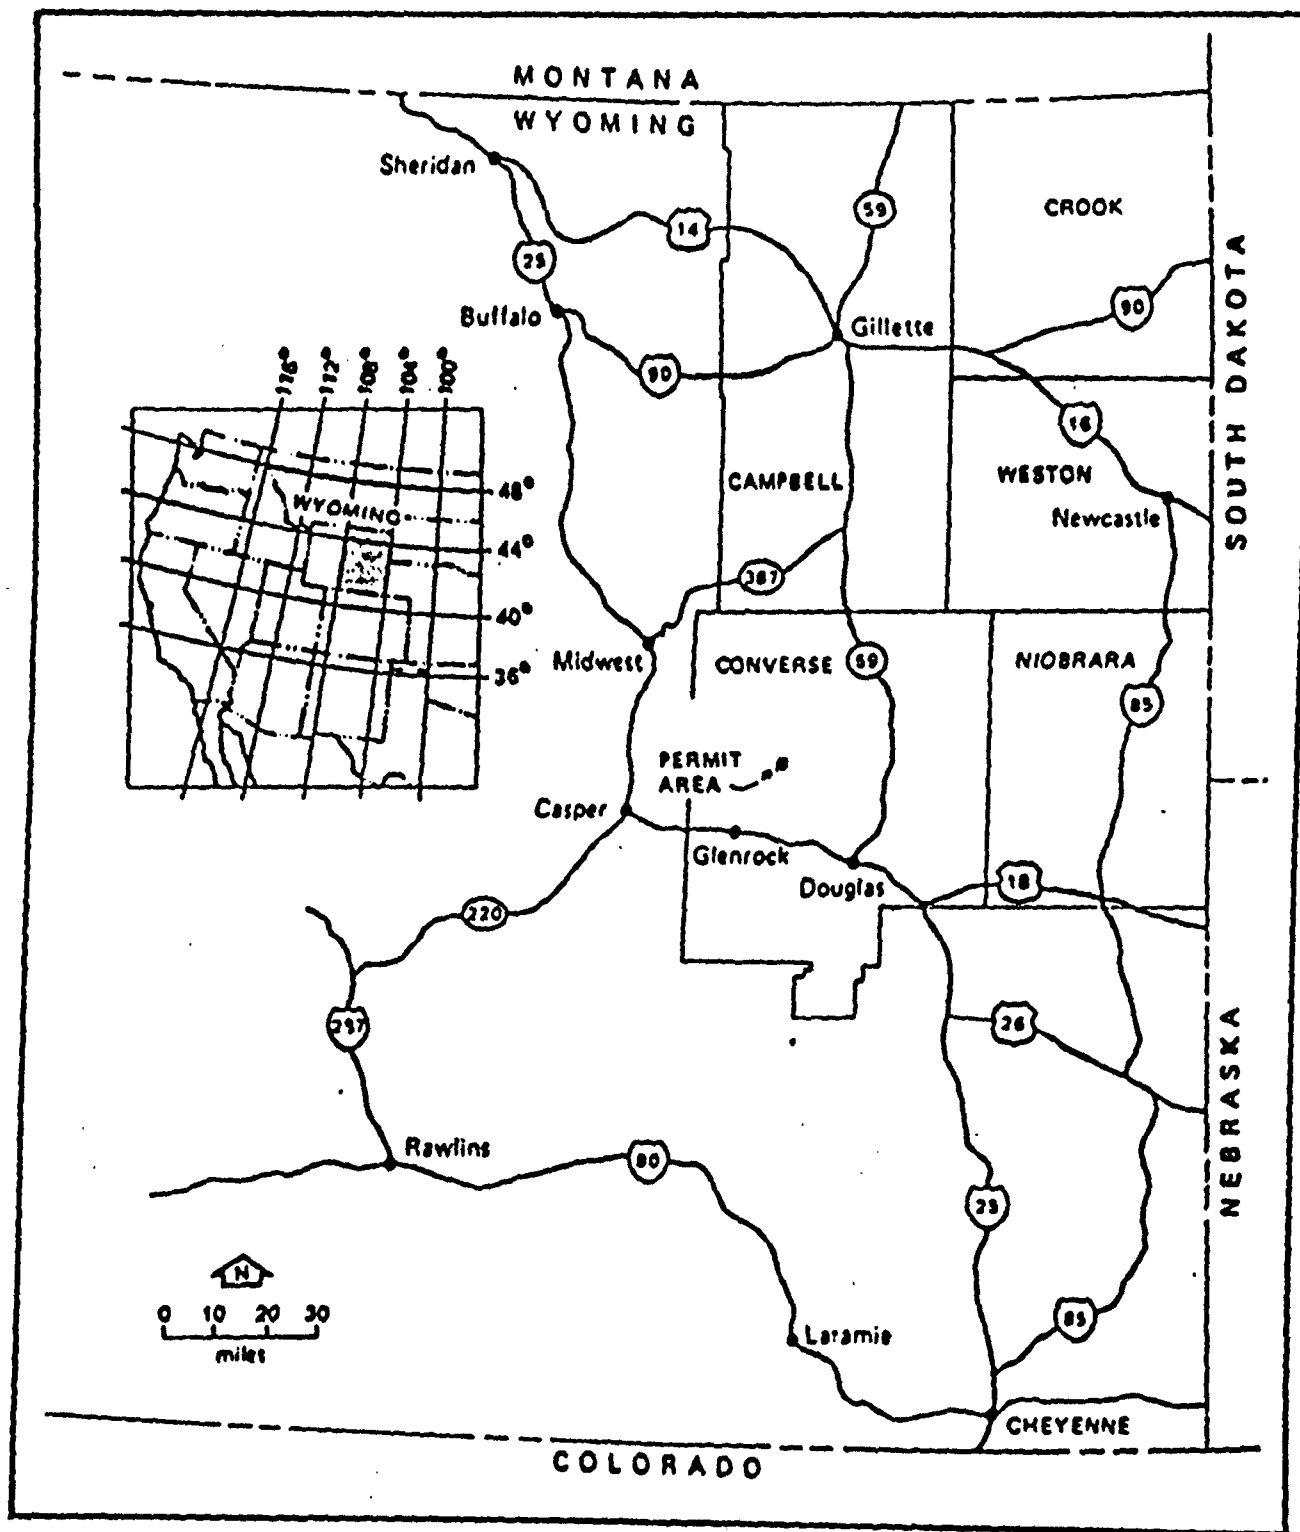 MONTANA
WYOMING
Sheridan
14
59
CROOK
25
Buffalo
Gillette
90
90
SOUTH DAKOTA
116°
112°
108°
104°
100°
16
CAMPBELL
WESTON
Newcastle
WYOMING
48°
44°
40°
36°
387
Midwest
CONVERSE
59
NIOBRARA
85
PERMIT
AREA
Casper
Glenrock
Douglas
18
220
287
26
NEBRASKA
Rawlins
80
25
N
0 10 20 30
miles
85
Laramie
CHEYENNE
COLORADO